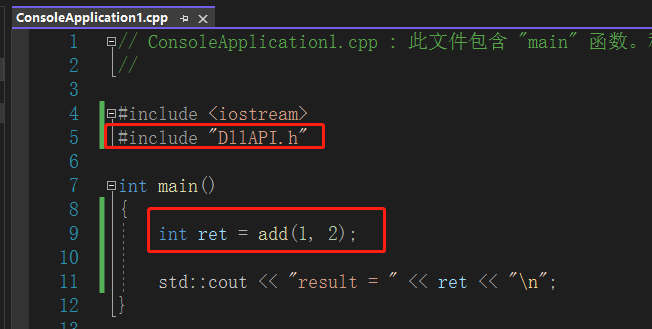 ConsoleApplication1.cpp
1 // ConsoleApplication1.cpp : 此文件包含 "main" 函数。
2 //
3
4 #include <iostream>
5 #include "DllAPI.h"
6
7 int main()
8 {
9 int ret = add(1, 2);
10
11 std::cout << "result = " << ret << "\n";
12 }
13